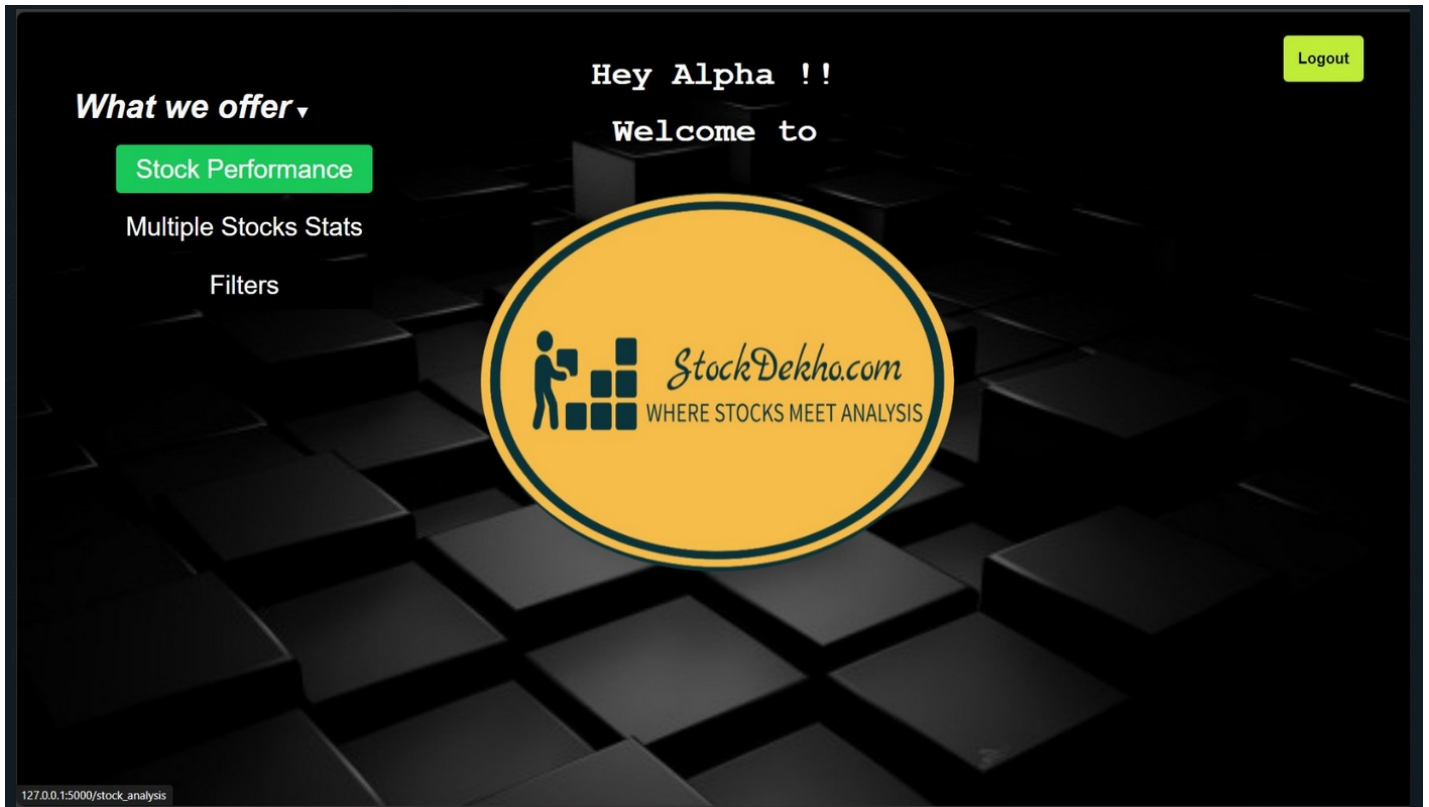 Logout
Hey Alpha !!
What we offer ▾
Welcome to
Stock Performance
Multiple Stocks Stats
Filters
StockDekho.com
WHERE STOCKS MEET ANALYSIS
127.0.0.1:5000/stock_analysis